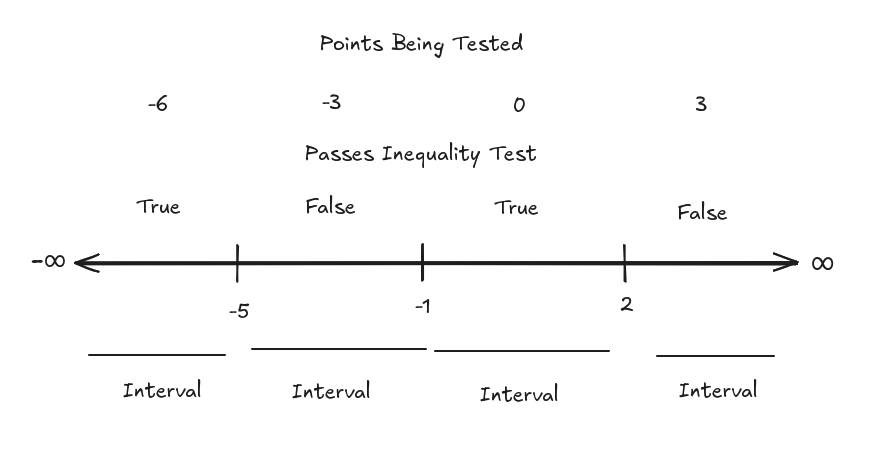 Points Being Tested
-6 -3 0 3
Passes Inequality Test
True False True False
-∞ ∞
-5 -1 2
Interval Interval Interval Interval